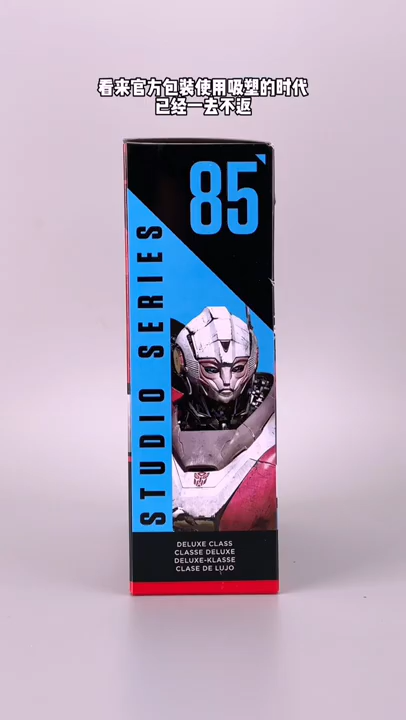 看来官方包装使用吸塑的时代
已经一去不返
85
STUDIO SERIES
DELUXE CLASS
CLASSE DELUXE
DELUXE-KLASSE
CLASE DE LUJO